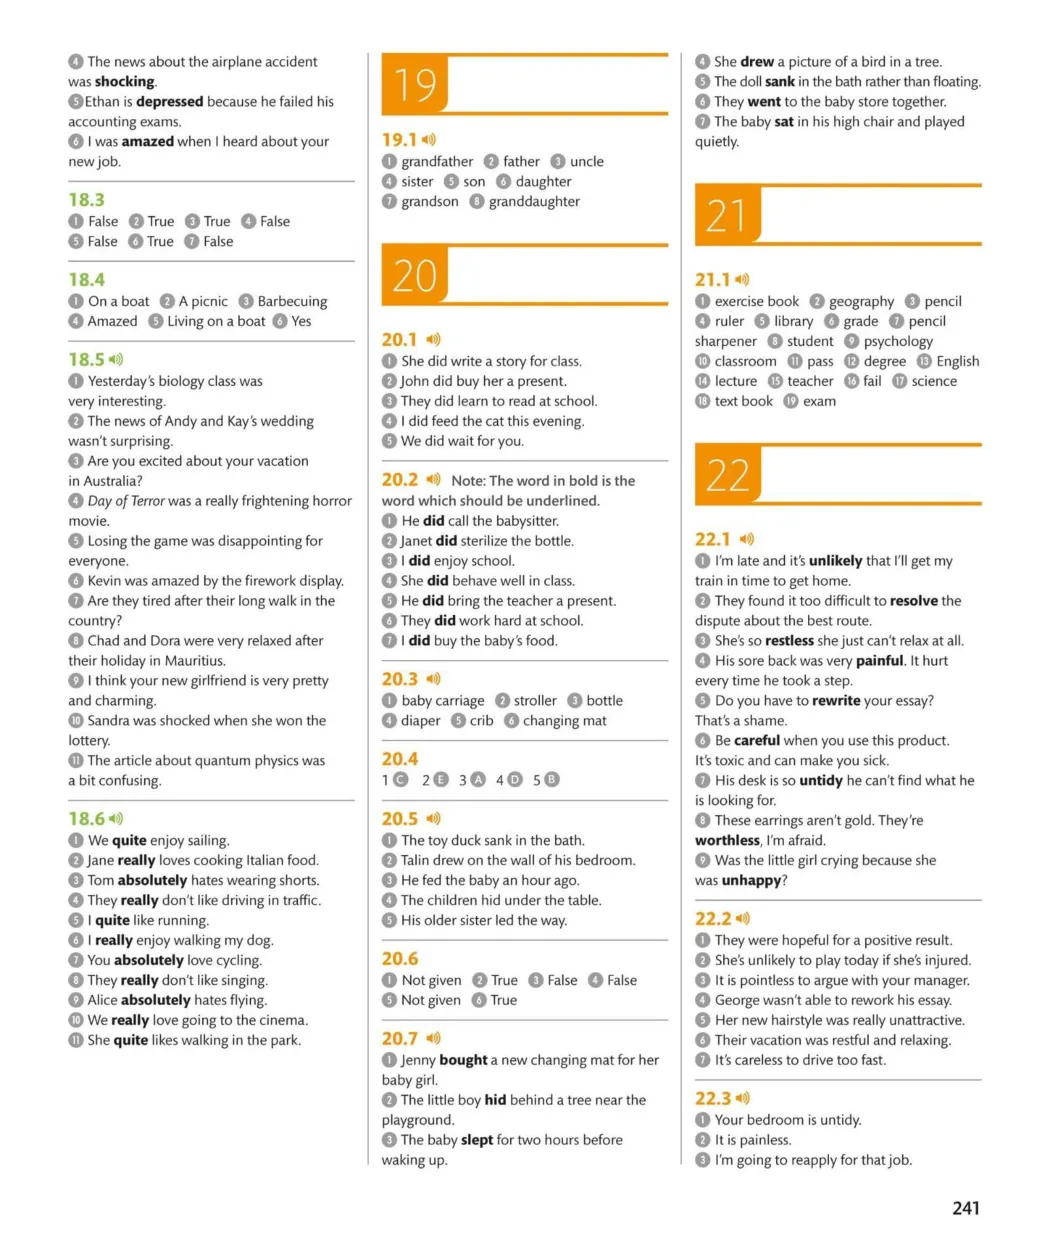 4 The news about the airplane accident
was shocking.
5 Ethan is depressed because he failed his
accounting exams.
6 I was amazed when I heard about your
new job.
18.3
1 False 2 True 3 True 4 False
5 False 6 True 7 False
18.4
1 On a boat 2 A picnic 3 Barbecuing
4 Amazed 5 Living on a boat 6 Yes
18.5
1 Yesterday's biology class was
very interesting.
2 The news of Andy and Kay's wedding
wasn't surprising.
3 Are you excited about your vacation
in Australia?
4 Day of Terror was a really frightening horror
movie.
5 Losing the game was disappointing for
everyone.
6 Kevin was amazed by the firework display.
7 Are they tired after their long walk in the
country?
8 Chad and Dora were very relaxed after
their holiday in Mauritius.
9 I think your new girlfriend is very pretty
and charming.
10 Sandra was shocked when she won the
lottery.
11 The article about quantum physics was
a bit confusing.
18.6
1 We quite enjoy sailing.
2 Jane really loves cooking Italian food.
3 Tom absolutely hates wearing shorts.
4 They really don't like driving in traffic.
5 I quite like running.
6 I really enjoy walking my dog.
7 You absolutely love cycling.
8 They really don't like singing.
9 Alice absolutely hates flying.
10 We really love going to the cinema.
11 She quite likes walking in the park.
19
19.1
1 grandfather 2 father 3 uncle
4 sister 5 son 6 daughter
7 grandson 8 granddaughter
20
20.1
1 She did write a story for class.
2 John did buy her a present.
3 They did learn to read at school.
4 I did feed the cat this evening.
5 We did wait for you.
20.2 Note: The word in bold is the
word which should be underlined.
1 He did call the babysitter.
2 Janet did sterilize the bottle.
3 I did enjoy school.
4 She did behave well in class.
5 He did bring the teacher a present.
6 They did work hard at school.
7 I did buy the baby's food.
20.3
1 baby carriage 2 stroller 3 bottle
4 diaper 5 crib 6 changing mat
20.4
1 C 2 E 3 A 4 D 5 B
20.5
1 The toy duck sank in the bath.
2 Talin drew on the wall of his bedroom.
3 He fed the baby an hour ago.
4 The children hid under the table.
5 His older sister led the way.
20.6
1 Not given 2 True 3 False 4 False
5 Not given 6 True
20.7
1 Jenny bought a new changing mat for her
baby girl.
2 The little boy hid behind a tree near the
playground.
3 The baby slept for two hours before
waking up.
4 She drew a picture of a bird in a tree.
5 The doll sank in the bath rather than floating.
6 They went to the baby store together.
7 The baby sat in his high chair and played
quietly.
21
21.1
1 exercise book 2 geography 3 pencil
4 ruler 5 library 6 grade 7 pencil
sharpener 8 student 9 psychology
10 classroom 11 pass 12 degree 13 English
14 lecture 15 teacher 16 fail 17 science
18 text book 19 exam
22
22.1
1 I'm late and it's unlikely that I'll get my
train in time to get home.
2 They found it too difficult to resolve the
dispute about the best route.
3 She's so restless she just can't relax at all.
4 His sore back was very painful. It hurt
every time he took a step.
5 Do you have to rewrite your essay?
That's a shame.
6 Be careful when you use this product.
It's toxic and can make you sick.
7 His desk is so untidy he can't find what he
is looking for.
8 These earrings aren't gold. They're
worthless, I'm afraid.
9 Was the little girl crying because she
was unhappy?
22.2
1 They were hopeful for a positive result.
2 She's unlikely to play today if she's injured.
3 It is pointless to argue with your manager.
4 George wasn't able to rework his essay.
5 Her new hairstyle was really unattractive.
6 Their vacation was restful and relaxing.
7 It's careless to drive too fast.
22.3
1 Your bedroom is untidy.
2 It is painless.
3 I'm going to reapply for that job.
241